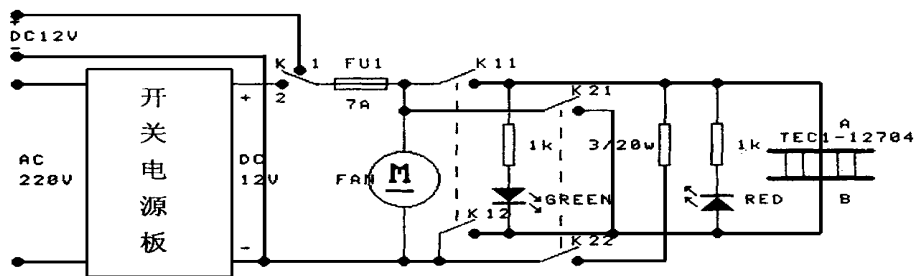 +
DC12V
−
K
1
2
FU1
7A
K11
K21
开关电源板
+
−
AC
220V
DC
12V
FAN
M
1k
GREEN
3/20w
1k
RED
A
TEC1-12704
B
K12
K22